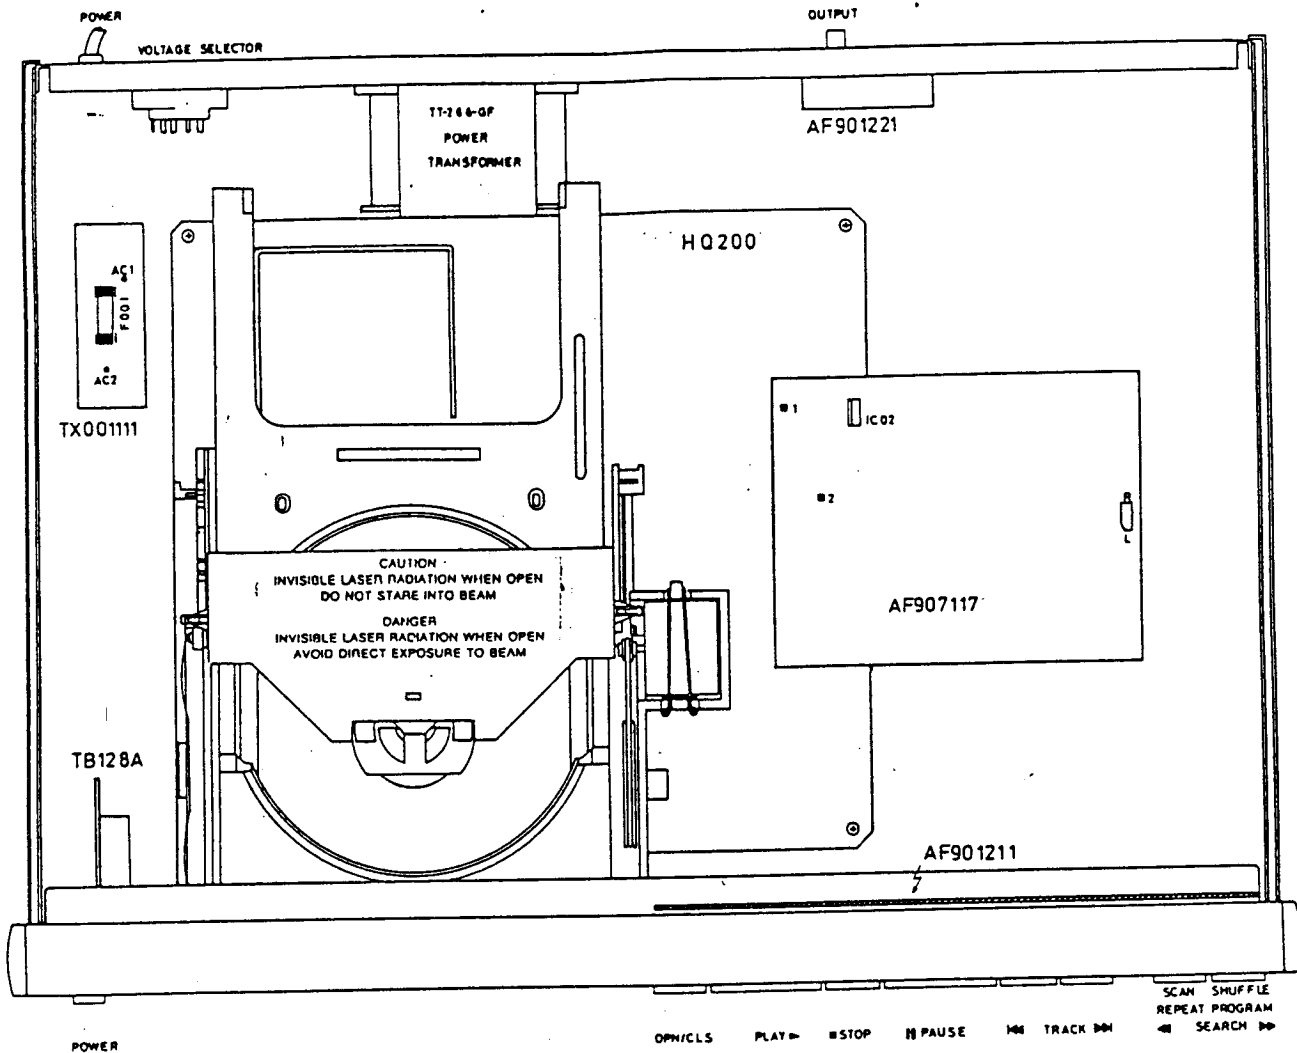 POWER
OUTPUT
VOLTAGE SELECTOR
TT-266-GF
POWER
TRANSFORMER
AF901221
HQ200
AC1
F001
AC2
TX001111
1
IC02
2
R
L
CAUTION
INVISIBLE LASER RADIATION WHEN OPEN
DO NOT STARE INTO BEAM
DANGER
INVISIBLE LASER RADIATION WHEN OPEN
AVOID DIRECT EXPOSURE TO BEAM
AF907117
TB128A
AF901211
SCAN SHUFFLE
REPEAT PROGRAM
OPN/CLS PLAY STOP PAUSE TRACK SEARCH
POWER